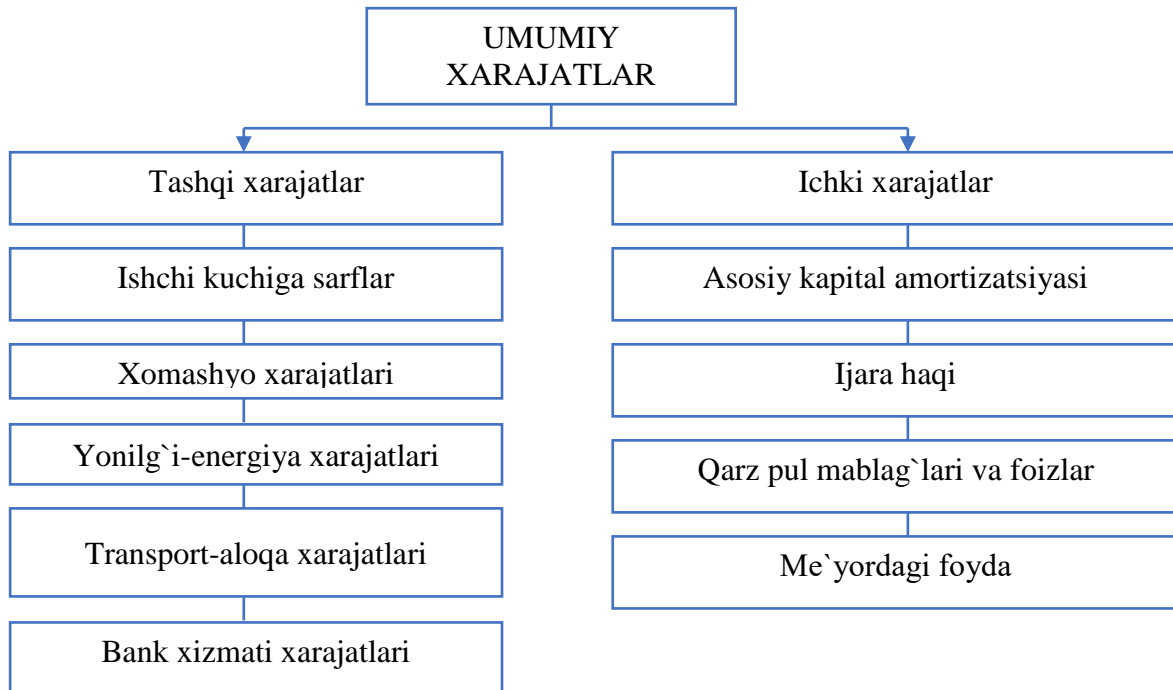 UMUMIY
XARAJATLAR
Tashqi xarajatlar
Ishchi kuchiga sarflar
Xomashyo xarajatlari
Yonilg`i-energiya xarajatlari
Transport-aloqa xarajatlari
Bank xizmati xarajatlari
Ichki xarajatlar
Asosiy kapital amortizatsiyasi
Ijara haqi
Qarz pul mablag`lari va foizlar
Me`yordagi foyda